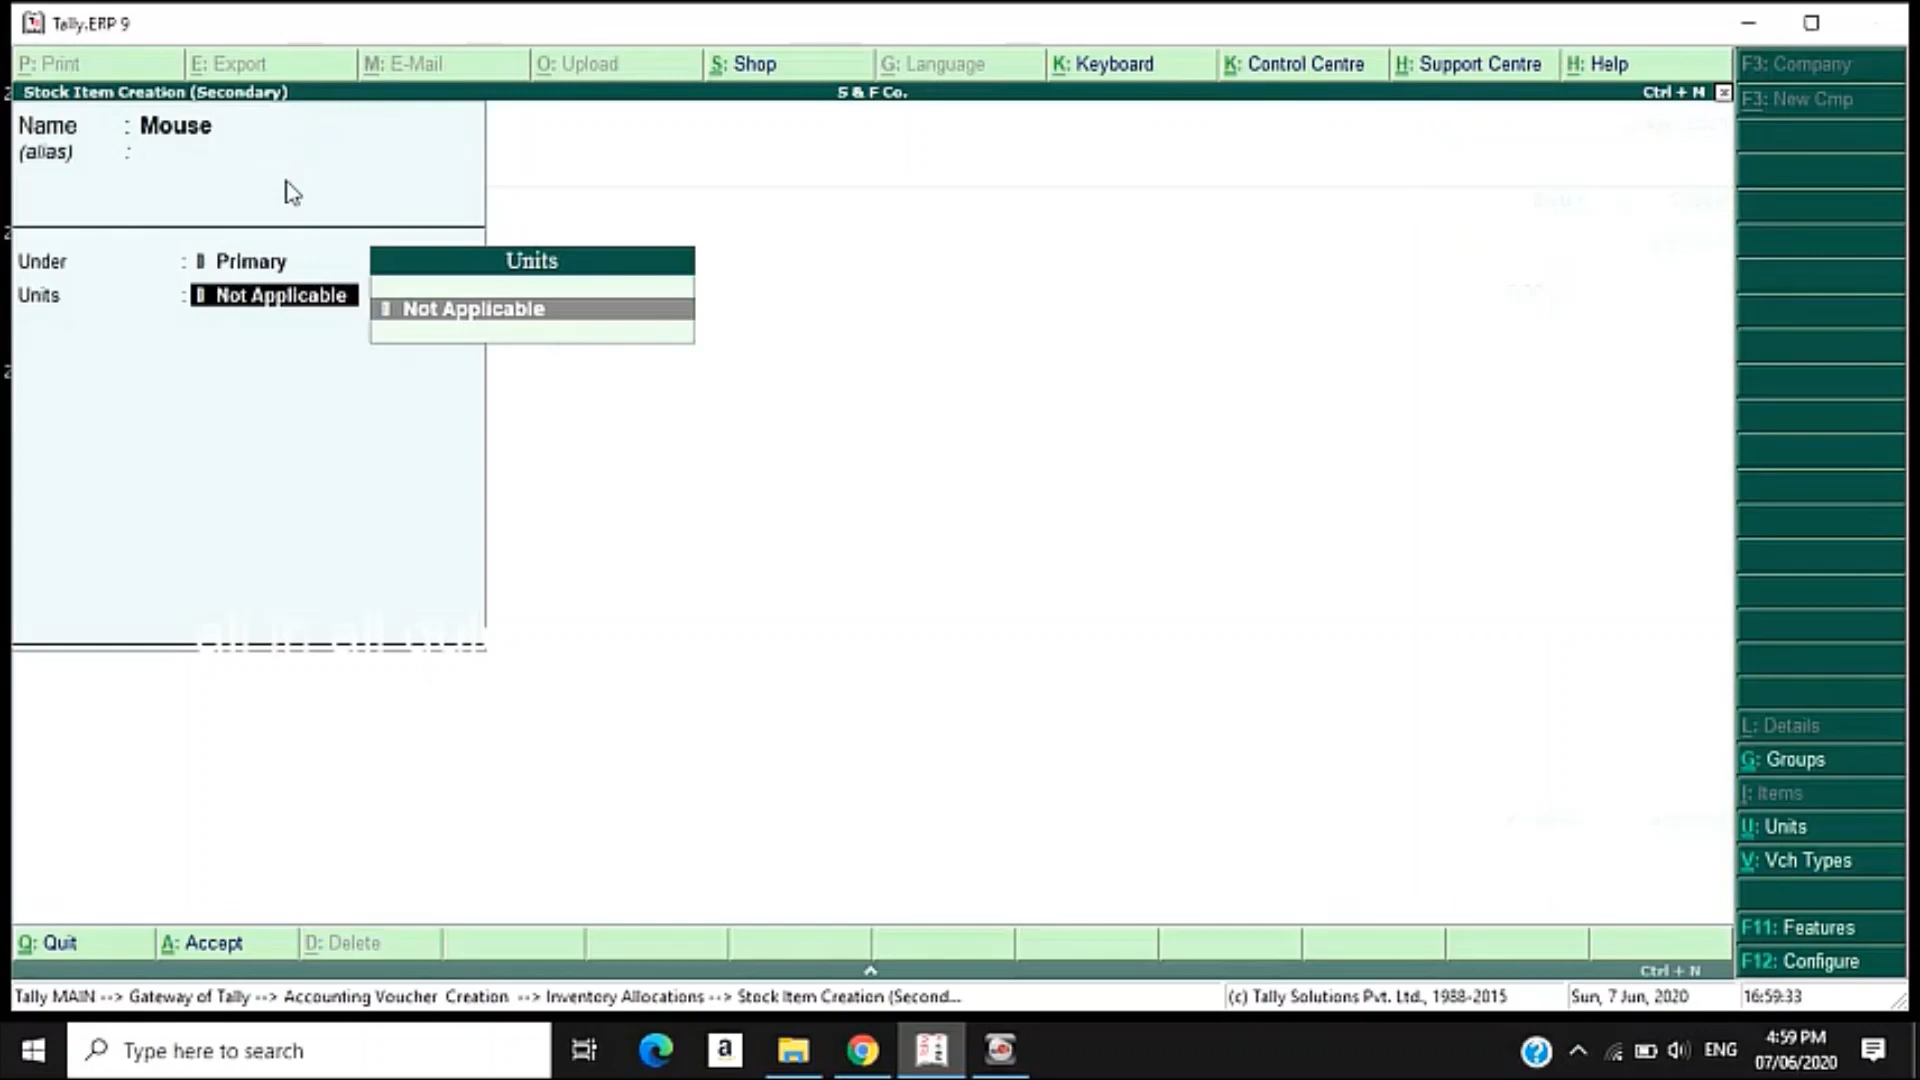 Tally.ERP 9
P: Print E: Export M: E-Mail O: Upload S: Shop G: Language K: Keyboard K: Control Centre H: Support Centre H: Help F3: Company
Stock Item Creation (Secondary) S & F Co. Ctrl + M F3: New Cmp
Name : Mouse
(alias) :
Under : Primary
Units : Not Applicable
Units
Not Applicable
L: Details
G: Groups
I: Items
U: Units
V: Vch Types
F11: Features
F12: Configure
Q: Quit A: Accept D: Delete
Ctrl + N
Tally MAIN --> Gateway of Tally --> Accounting Voucher Creation --> Inventory Allocations --> Stock Item Creation (Second... (c) Tally Solutions Pvt. Ltd., 1988-2015 Sun, 7 Jun, 2020 16:59:33
Type here to search
ENG
4:59 PM
07/06/2020